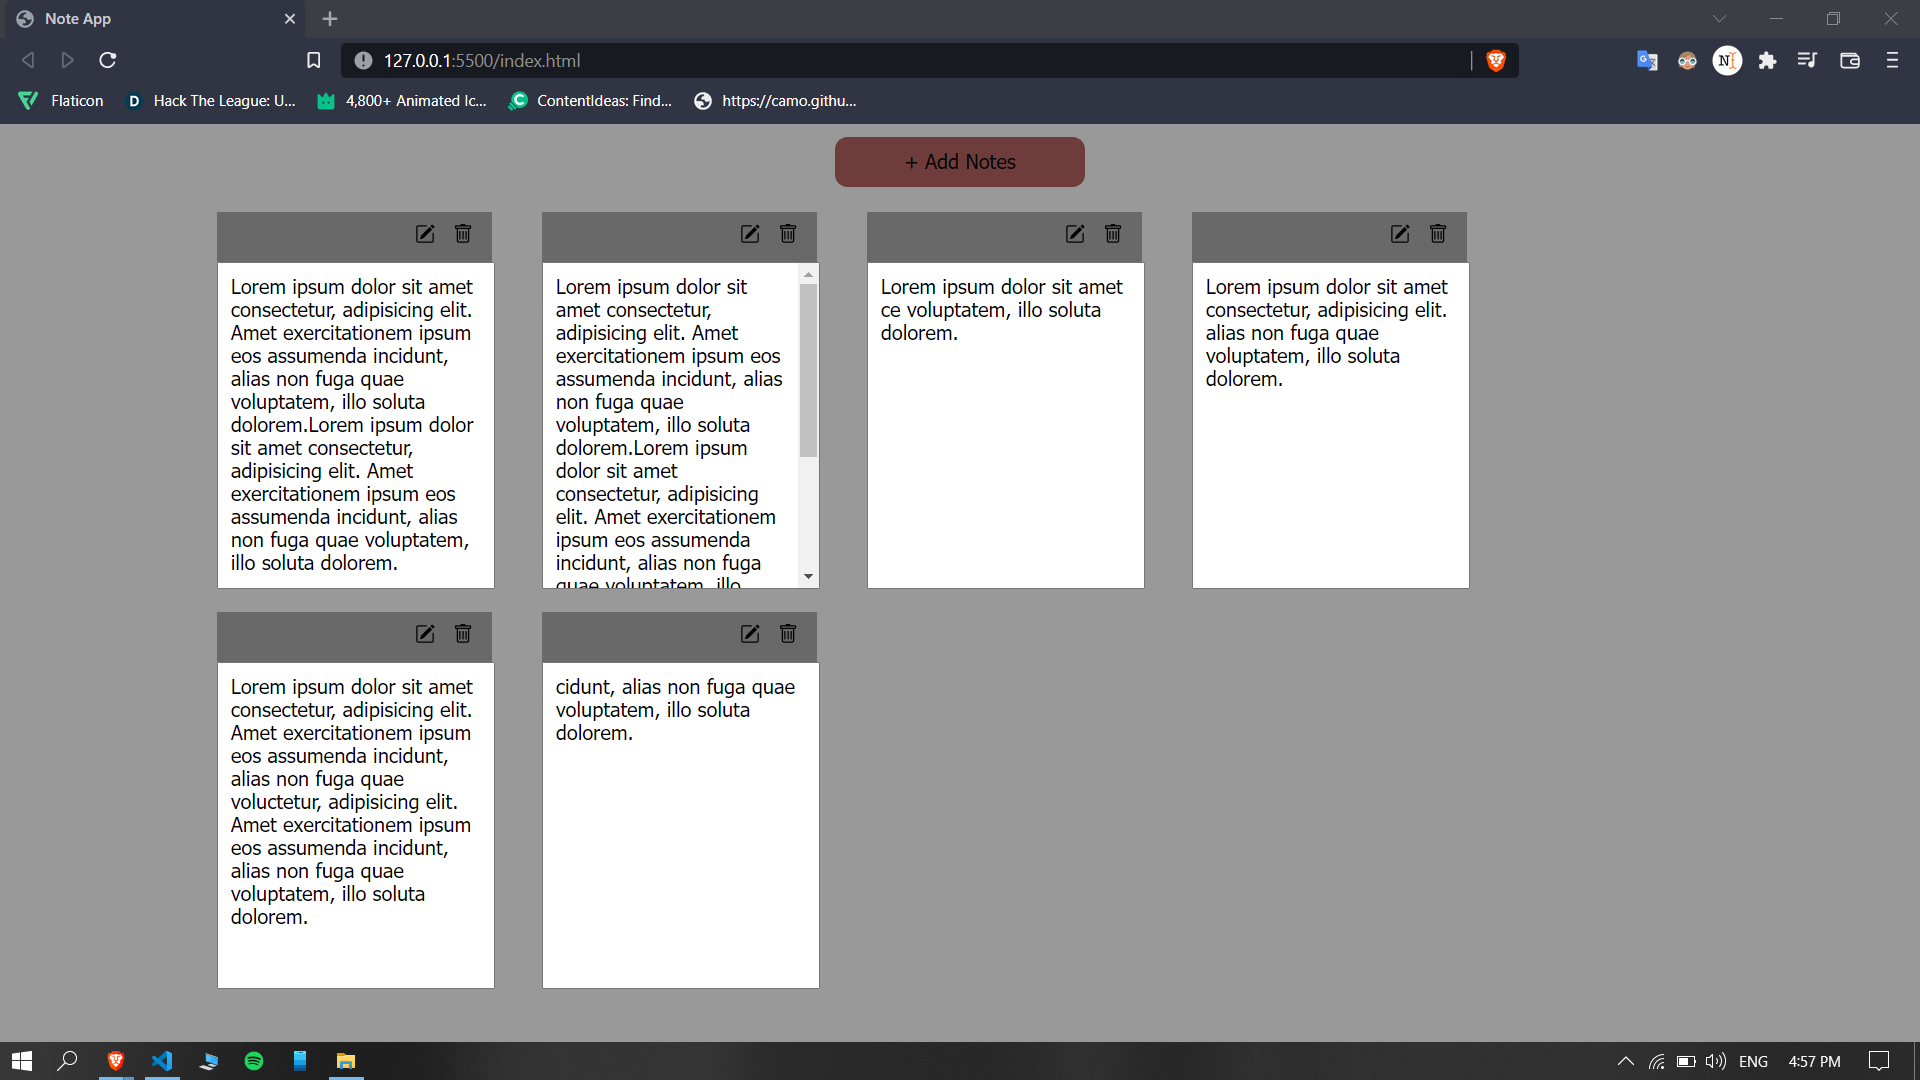 Note App
127.0.0.1:5500/index.html
Flaticon
Hack The League: U...
4,800+ Animated Ic...
ContentIdeas: Find...
https://camo.githu...
+ Add Notes
Lorem ipsum dolor sit amet
consectetur, adipisicing elit.
Amet exercitationem ipsum
eos assumenda incidunt,
alias non fuga quae
voluptatem, illo soluta
dolorem.Lorem ipsum dolor
sit amet consectetur,
adipisicing elit. Amet
exercitationem ipsum eos
assumenda incidunt, alias
non fuga quae voluptatem,
illo soluta dolorem.
Lorem ipsum dolor sit
amet consectetur,
adipisicing elit. Amet
exercitationem ipsum eos
assumenda incidunt, alias
non fuga quae
voluptatem, illo soluta
dolorem.Lorem ipsum
dolor sit amet
consectetur, adipisicing
elit. Amet exercitationem
ipsum eos assumenda
incidunt, alias non fuga
quae voluptatem, illo
Lorem ipsum dolor sit amet
ce voluptatem, illo soluta
dolorem.
Lorem ipsum dolor sit amet
consectetur, adipisicing elit.
alias non fuga quae
voluptatem, illo soluta
dolorem.
Lorem ipsum dolor sit amet
consectetur, adipisicing elit.
Amet exercitationem ipsum
eos assumenda incidunt,
alias non fuga quae
voluctetur, adipisicing elit.
Amet exercitationem ipsum
eos assumenda incidunt,
alias non fuga quae
voluptatem, illo soluta
dolorem.
cidunt, alias non fuga quae
voluptatem, illo soluta
dolorem.
ENG
4:57 PM